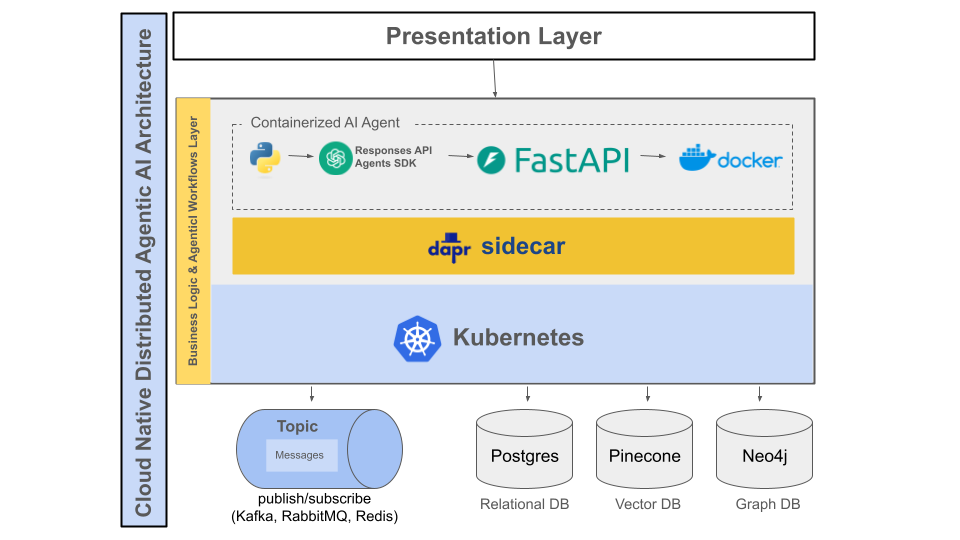 Cloud Native Distributed Agentic AI Architecture
Presentation Layer
Business Logic & AgenticI Workflows Layer
Containerized AI Agent
Responses API
Agents SDK
FastAPI
docker
dapr sidecar
Kubernetes
Topic
Messages
publish/subscribe
(Kafka, RabbitMQ, Redis)
Postgres
Relational DB
Pinecone
Vector DB
Neo4j
Graph DB